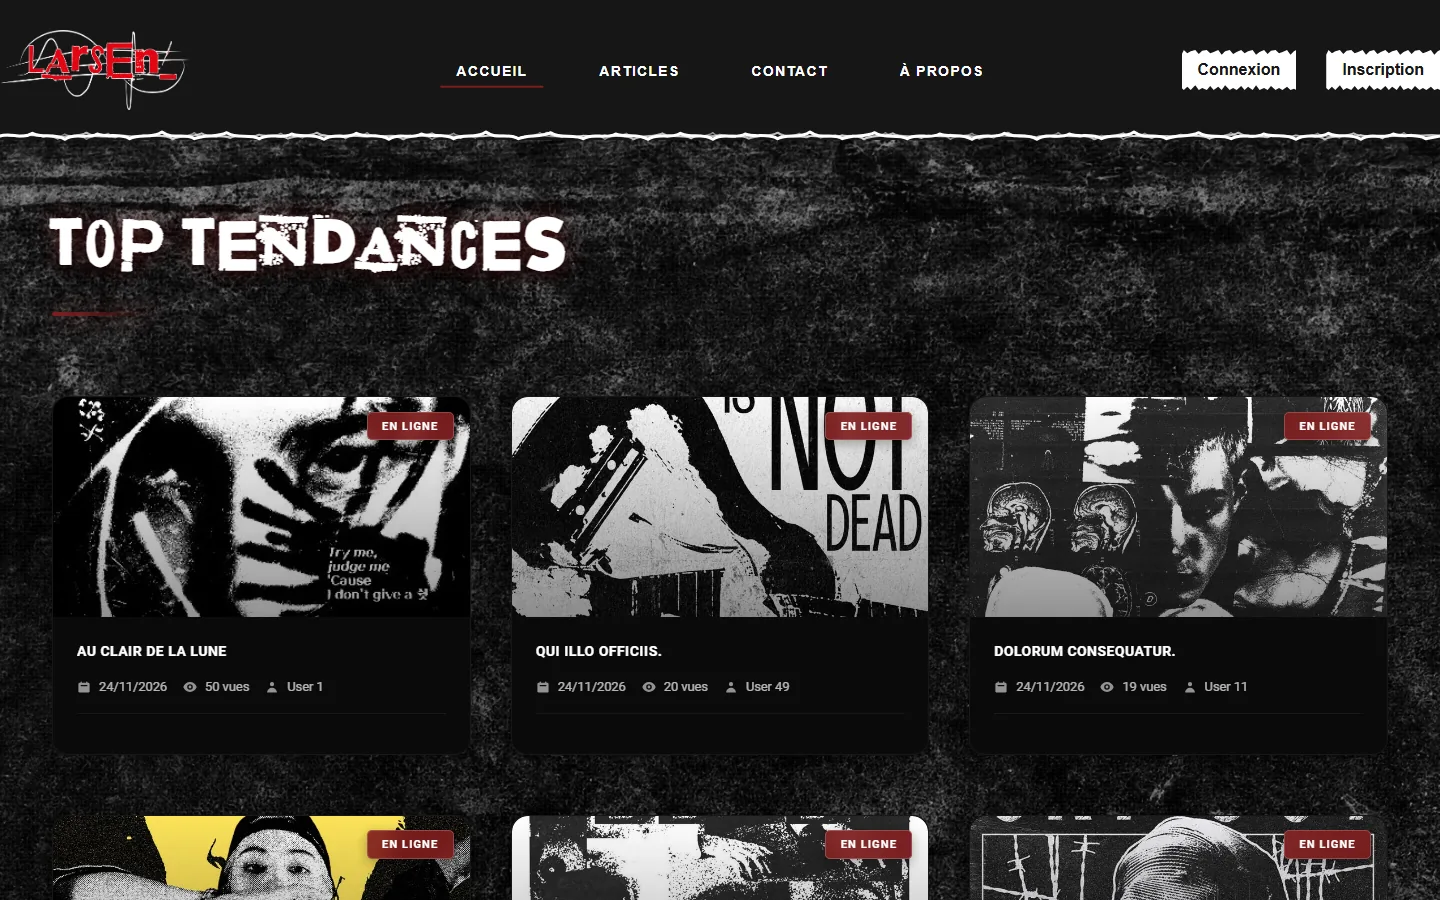 LArsEn_
ACCUEIL
ARTICLES
CONTACT
À PROPOS
Connexion
Inscription
TOP TENDANCES
EN LIGNE
Try me,
judge me
'Cause
I don't give a
EN LIGNE
IS
NOT
DEAD
EN LIGNE
D
AU CLAIR DE LA LUNE
24/11/2026 50 vues User 1
QUI ILLO OFFICIIS.
24/11/2026 20 vues User 49
DOLORUM CONSEQUATUR.
24/11/2026 19 vues User 11
EN LIGNE
EN LIGNE
EN LIGNE